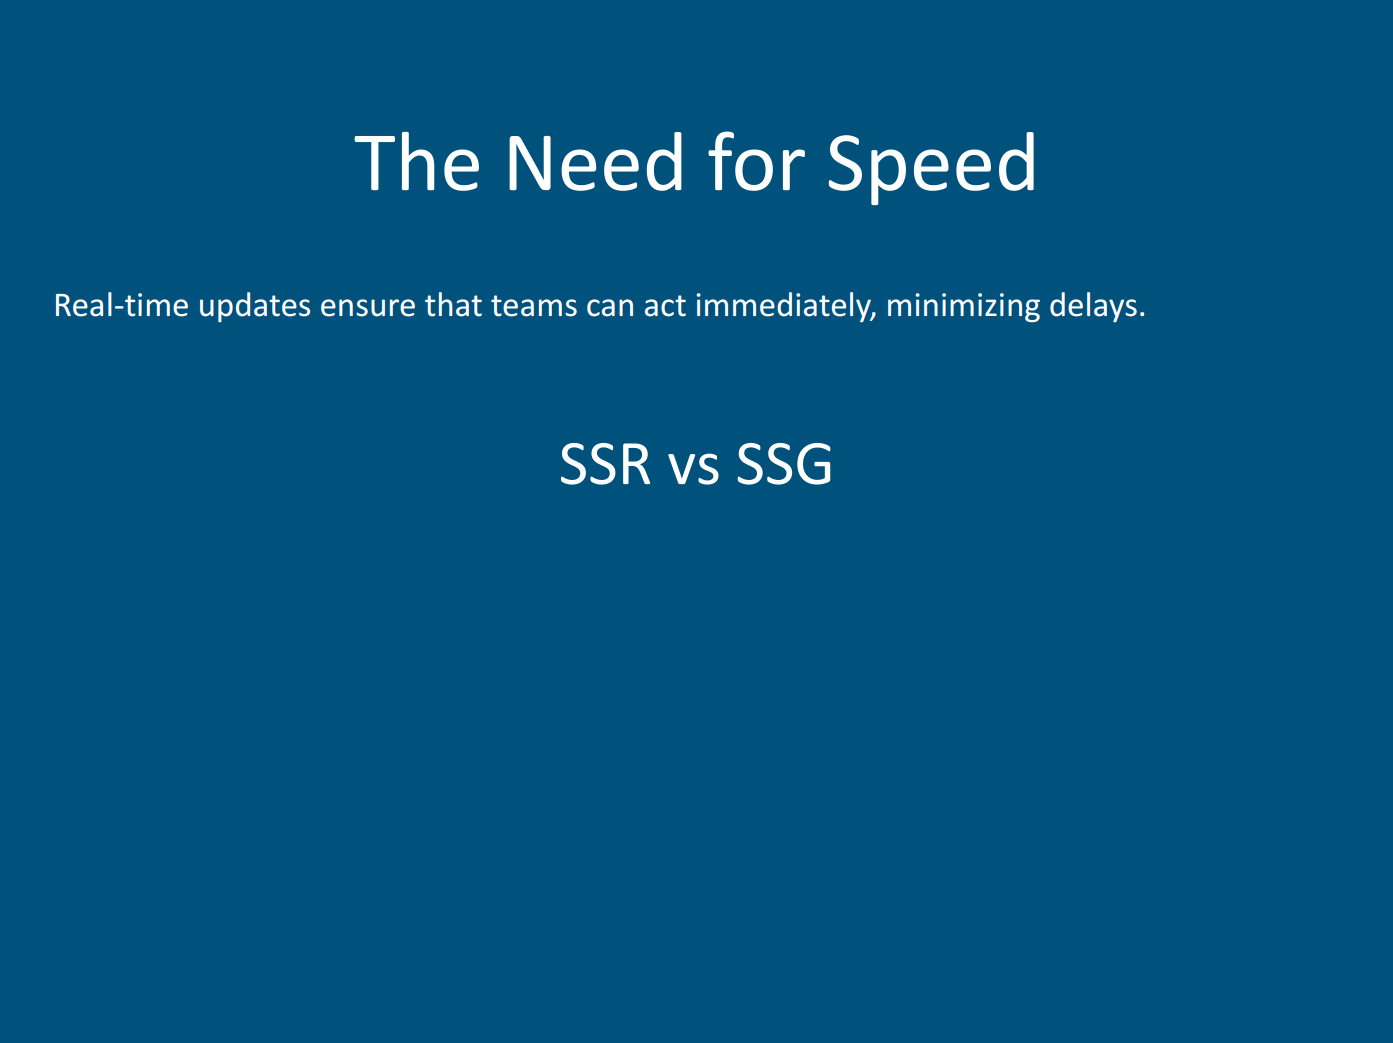 The Need for Speed
Real-time updates ensure that teams can act immediately, minimizing delays.
SSR vs SSG